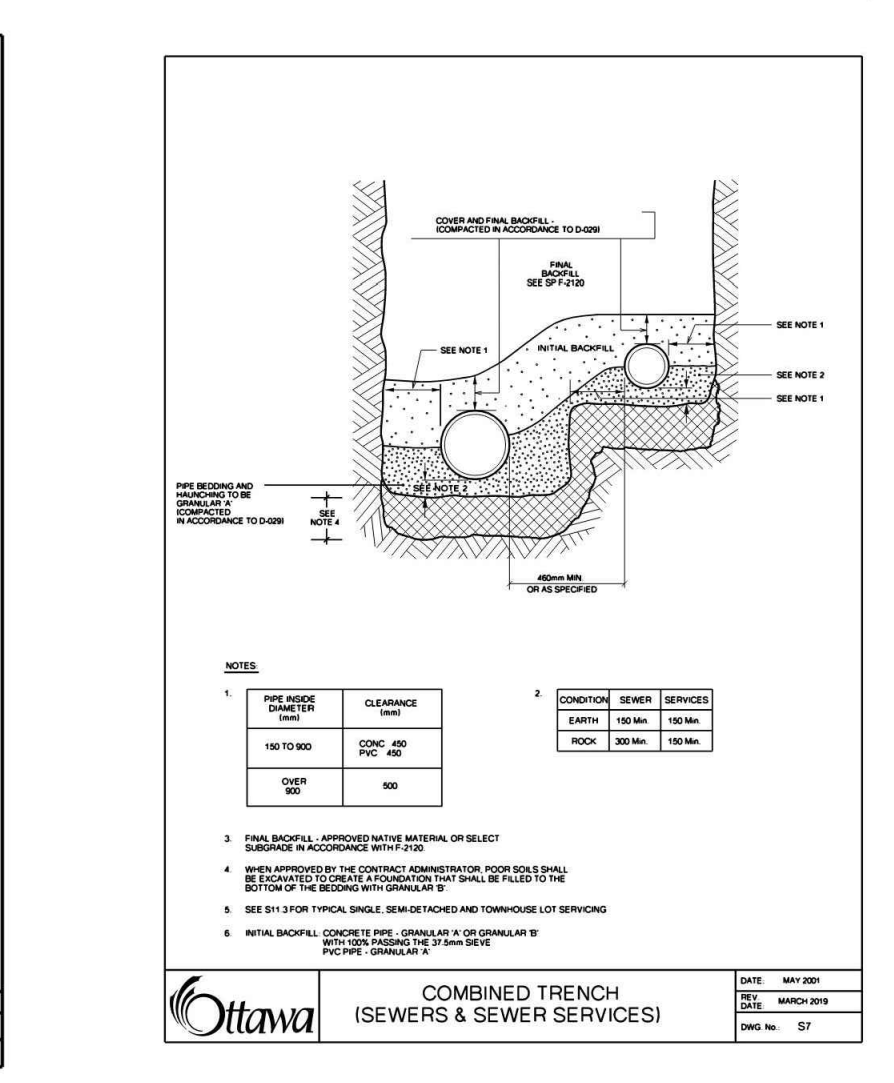 COVER AND FINAL BACKFILL -
(COMPACTED IN ACCORDANCE TO D-029)
FINAL
BACKFILL
SEE SP F-2120
SEE NOTE 1
SEE NOTE 1
INITIAL BACKFILL
SEE NOTE 2
SEE NOTE 1
PIPE BEDDING AND
HAUNCHING TO BE
GRANULAR 'A'
(COMPACTED
IN ACCORDANCE TO D-029)
SEE NOTE 2
SEE
NOTE 4
460mm MIN.
OR AS SPECIFIED
NOTES:
1.
PIPE INSIDE
DIAMETER
(mm)
CLEARANCE
(mm)
150 TO 900
CONC 450
PVC 450
OVER
900
500
2.
CONDITION SEWER SERVICES
EARTH 150 Min. 150 Min.
ROCK 300 Min. 150 Min.
3. FINAL BACKFILL - APPROVED NATIVE MATERIAL OR SELECT
SUBGRADE IN ACCORDANCE WITH F-2120.
4. WHEN APPROVED BY THE CONTRACT ADMINISTRATOR, POOR SOILS SHALL
BE EXCAVATED TO CREATE A FOUNDATION THAT SHALL BE FILLED TO THE
BOTTOM OF THE BEDDING WITH GRANULAR 'B'.
5. SEE S11.3 FOR TYPICAL SINGLE, SEMI-DETACHED AND TOWNHOUSE LOT SERVICING
6. INITIAL BACKFILL: CONCRETE PIPE - GRANULAR 'A' OR GRANULAR 'B'
WITH 100% PASSING THE 37.5mm SIEVE
PVC PIPE - GRANULAR 'A'
Ottawa
COMBINED TRENCH
(SEWERS & SEWER SERVICES)
DATE: MAY 2001
REV.
DATE: MARCH 2019
DWG. No.: S7